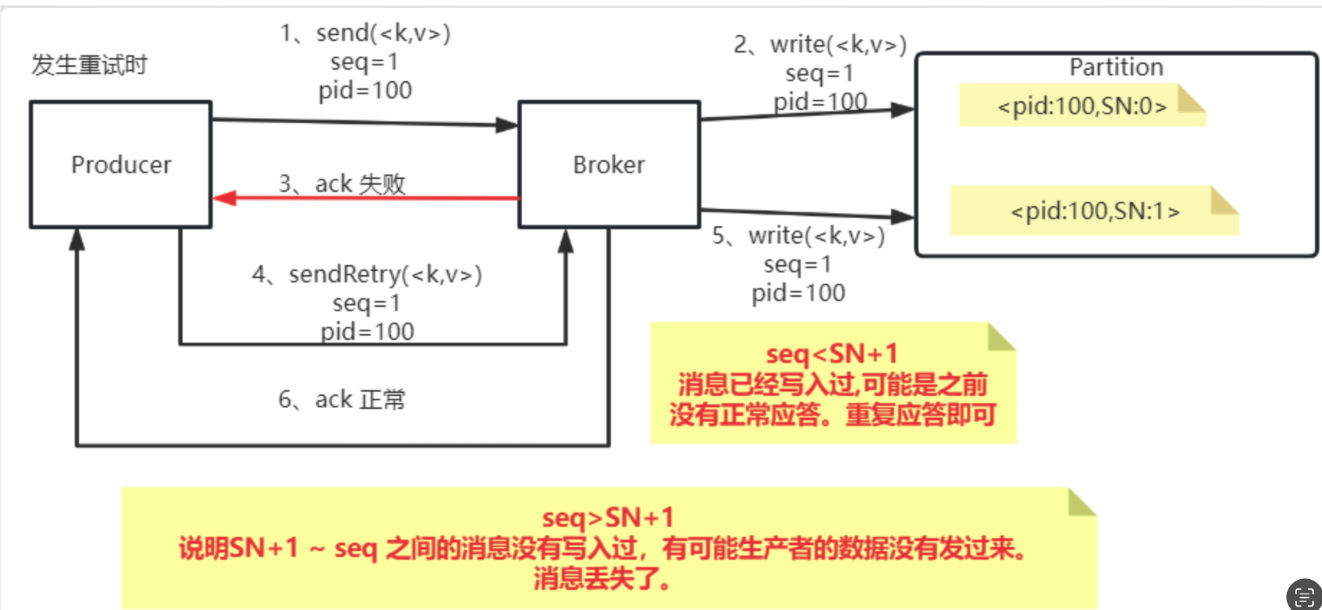 发生重试时
1、send(<k,v>)
seq=1
pid=100
2、write(<k,v>)
seq=1
pid=100
Partition
<pid:100,SN:0>
Producer
Broker
3、ack 失败
<pid:100,SN:1>
5、write(<k,v>)
seq=1
pid=100
4、sendRetry(<k,v>)
seq=1
pid=100
seq<SN+1
消息已经写入过,可能是之前
没有正常应答。重复应答即可
6、ack 正常
seq>SN+1
说明SN+1 ~ seq 之间的消息没有写入过，有可能生产者的数据没有发过来。
消息丢失了。